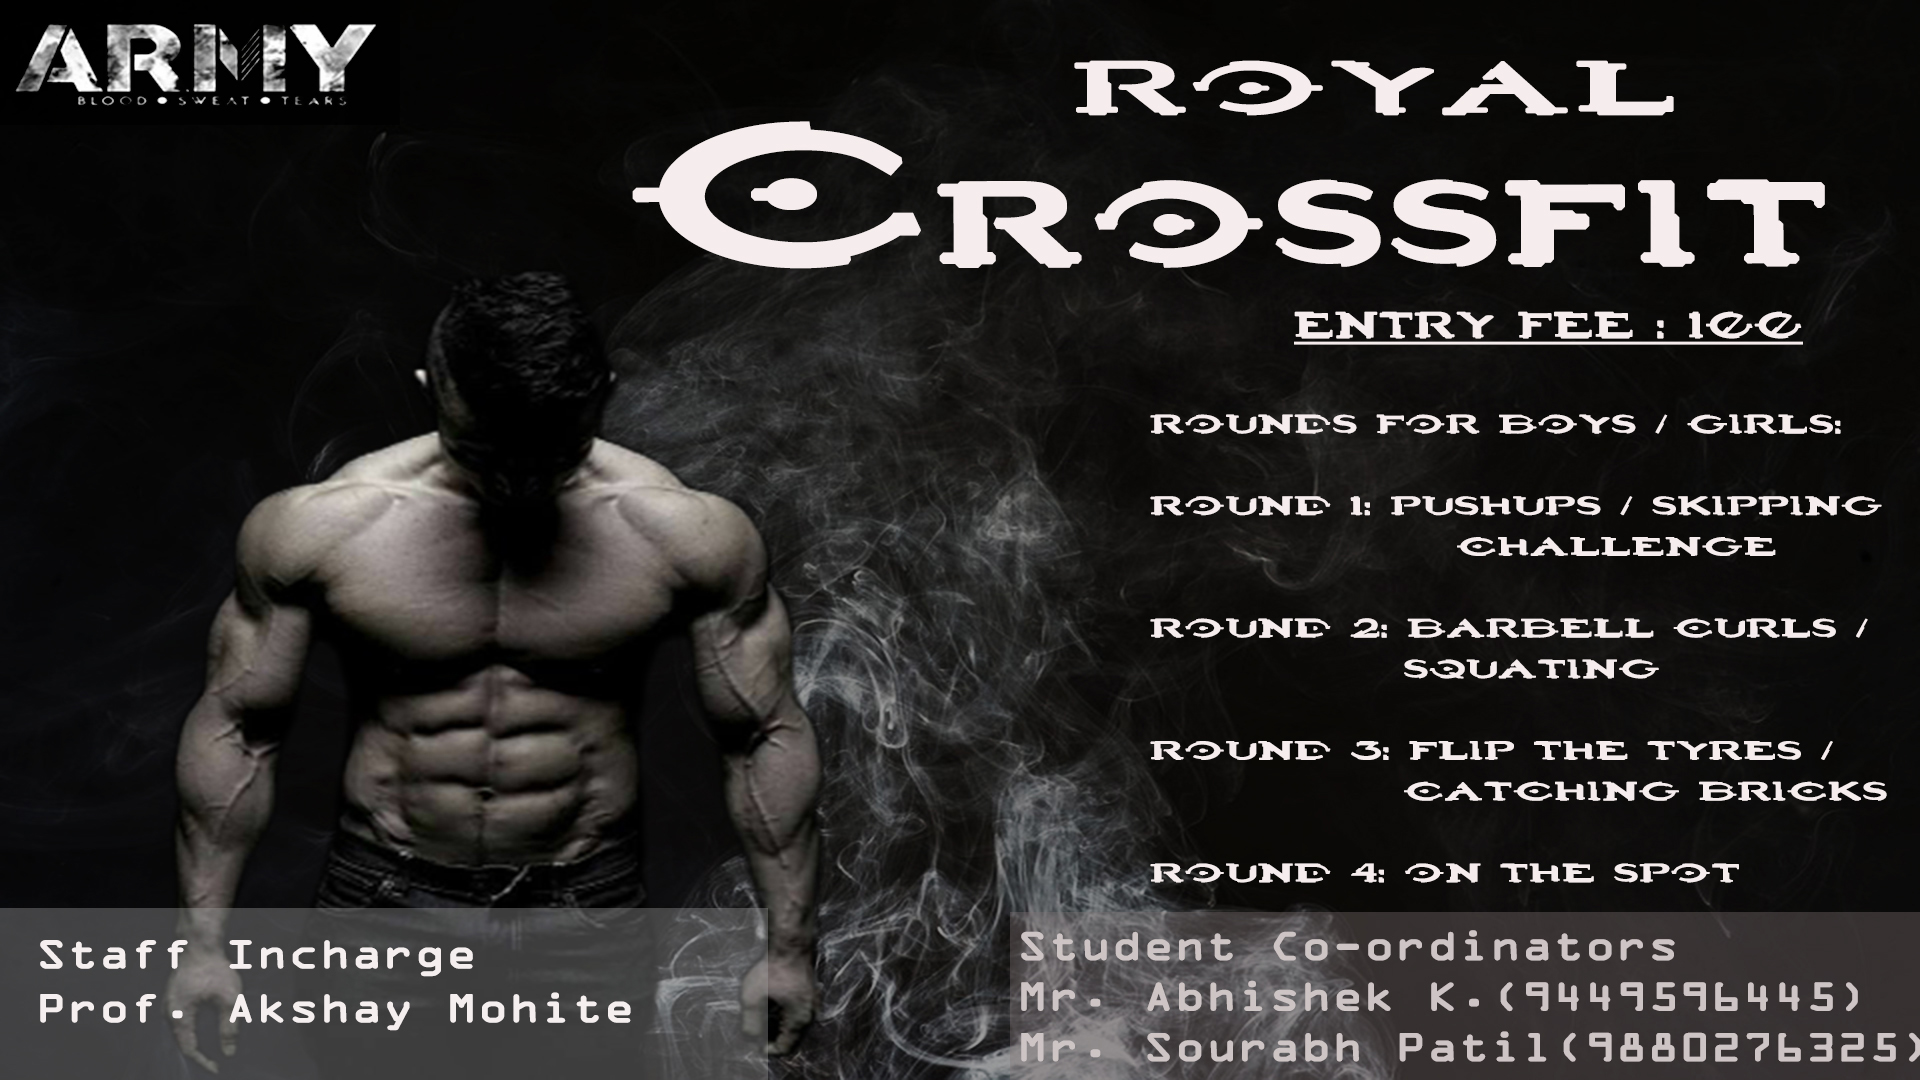 ARMY
BLOOD • SWEAT • TEARS
ROYAL
CROSSFIT
ENTRY FEE : 100
ROUNDS FOR BOYS / GIRLS:
ROUND 1: PUSHUPS / SKIPPING
CHALLENGE
ROUND 2: BARBELL CURLS /
SQUATING
ROUND 3: FLIP THE TYRES /
CATCHING BRICKS
ROUND 4: ON THE SPOT
Staff Incharge
Prof. Akshay Mohite
Student Co-ordinators
Mr. Abhishek K.(9449596445)
Mr. Sourabh Patil(9880276325)